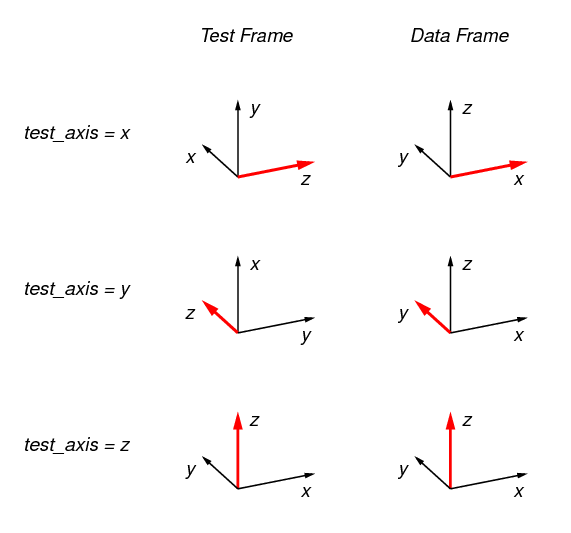 Test Frame Data Frame
y z
test_axis = x
x y
z x
x z
test_axis = y
z y
y x
z z
test_axis = z
y y
x x